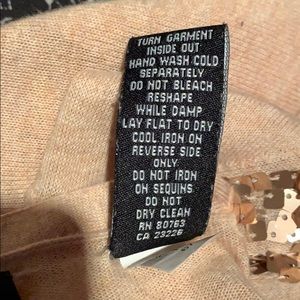 TURN GARMENT
INSIDE OUT
HAND WASH COLD
SEPARATELY
DO NOT BLEACH
RESHAPE
WHILE DAMP
LAY FLAT TO DRY
COOL IRON ON
REVERSE SIDE
ONLY
DO NOT IRON
ON SEQUINS
DO NOT
DRY CLEAN
RN 80763
CA 23226